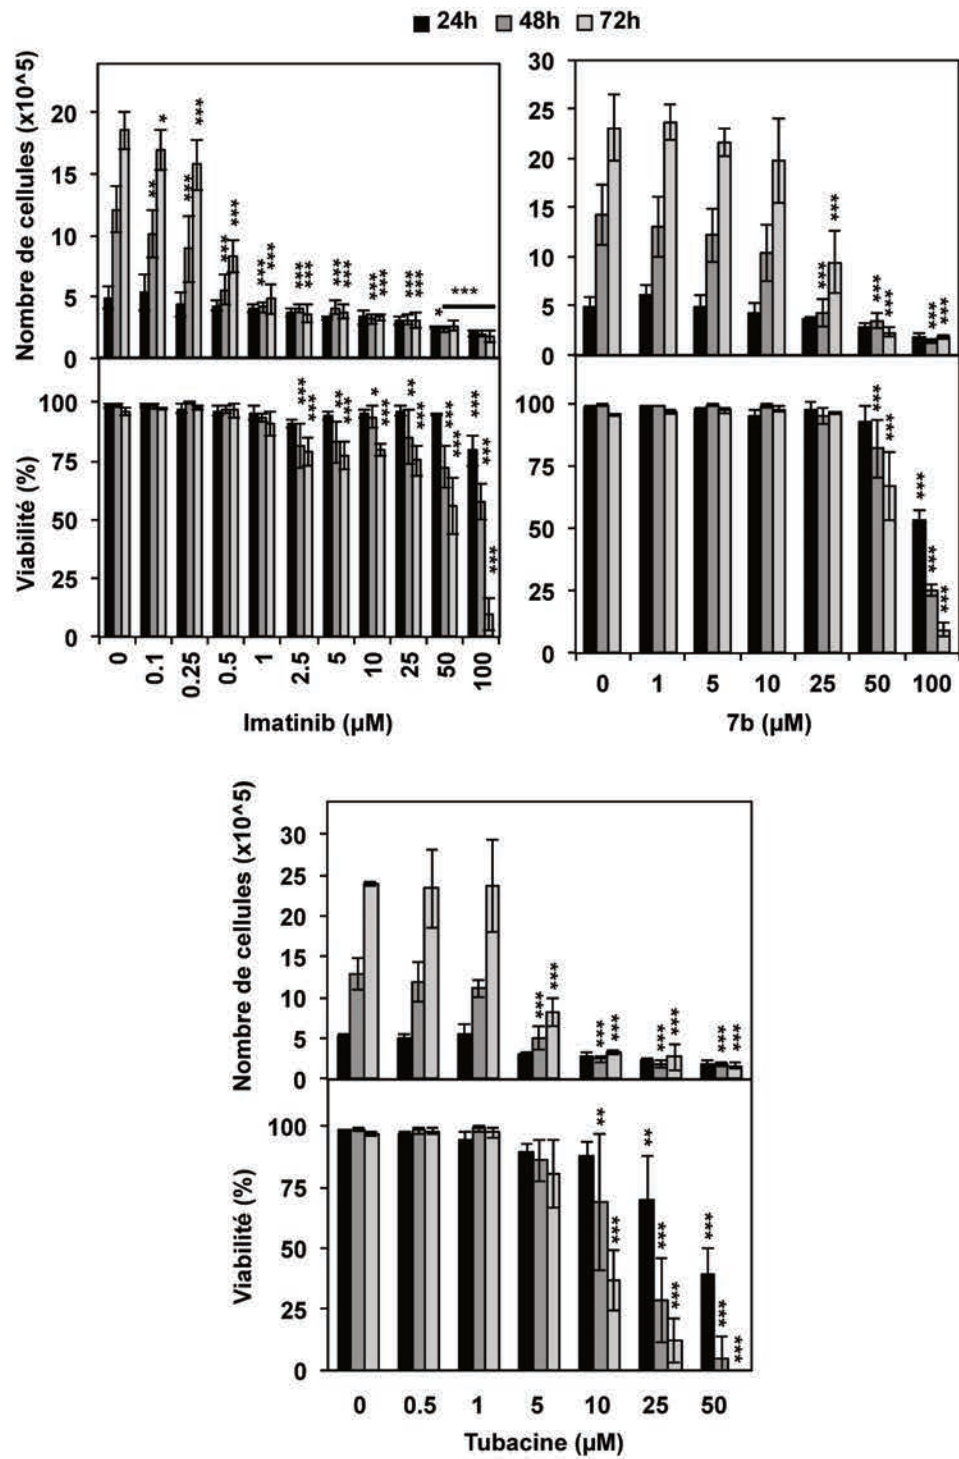 24h 48h 72h
Nombre de cellules (x10^5)
20
15
10
5
0
* ** *** *** *** *** *** *** *** *** *** *** *** *** *** *** *** * ***
Viabilité (%)
100
75
50
25
0
*** *** ** *** * *** ** *** *** *** *** *** ***
0 0.1 0.25 0.5 1 2.5 5 10 25 50 100
Imatinib (µM)
30
25
20
15
10
5
0
*** *** *** *** *** ***
100
75
50
25
0
*** *** *** *** ***
0 1 5 10 25 50 100
7b (µM)
Nombre de cellules (x10^5)
30
25
20
15
10
5
0
*** *** *** *** *** *** *** ***
Viabilité (%)
100
75
50
25
0
** *** ** *** *** *** *** ***
0 0.5 1 5 10 25 50
Tubacine (µM)